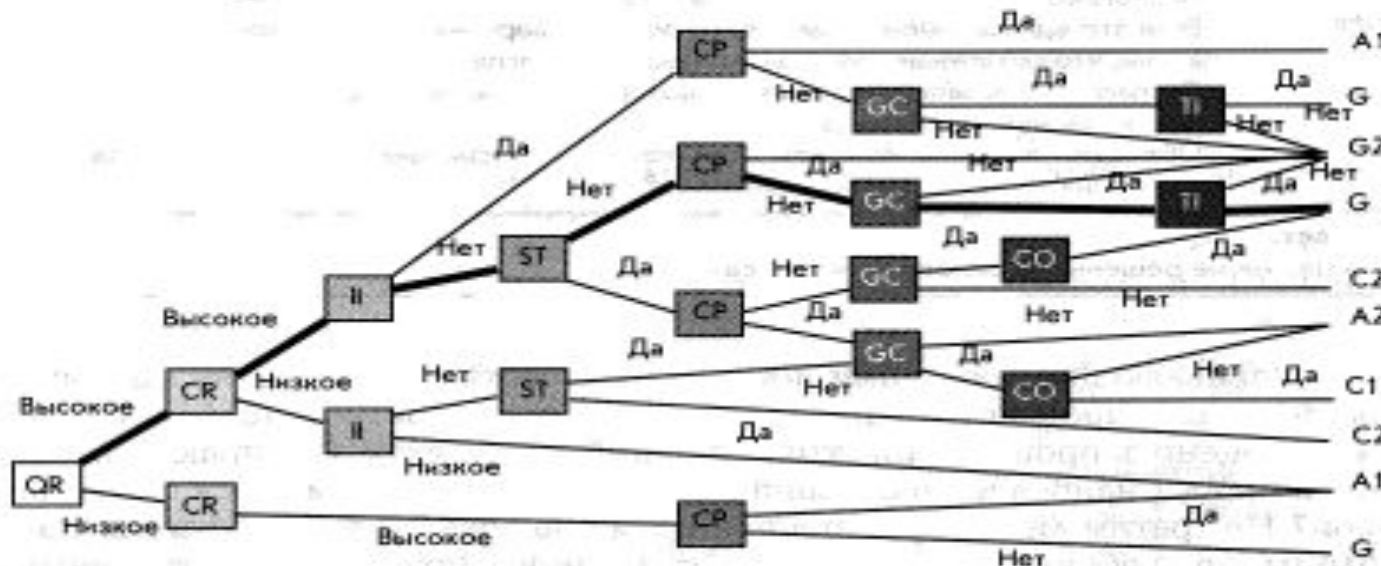 Да
CP
A1
Да
Да
Нет
GC
TI
G
Нет
Нет
Нет
Да
G2
CP
Нет
Да
Нет
Нет
GC
Да
TI
Да
Нет
G
Нет
ST
Да
GC
Да
CO
Да
II
Нет
C2
Высокое
CP
Да
Нет
Нет
A2
Да
GC
Да
CR
Низкое
Нет
ST
Нет
CO
Нет
Да
C1
Высокое
II
Да
C2
Низкое
QR
CR
A1
Низкое
CP
Да
Высокое
Нет
G